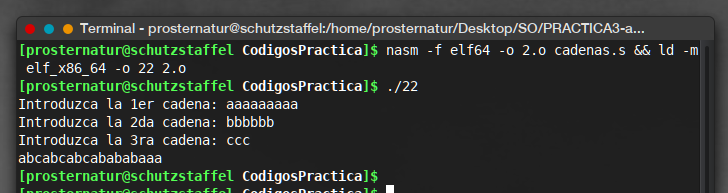 Terminal - prosternatur@schutzstaffel:/home/prosternatur/Desktop/SO/PRACTICA3-a...
[prosternatur@schutzstaffel CodigosPractica]$ nasm -f elf64 -o 2.o cadenas.s && ld -m
 elf_x86_64 -o 22 2.o
[prosternatur@schutzstaffel CodigosPractica]$ ./22
Introduzca la 1er cadena: aaaaaaaaa
Introduzca la 2da cadena: bbbbbb
Introduzca la 3ra cadena: ccc
abcabcabcabababaaa
[prosternatur@schutzstaffel CodigosPractica]$
[prosternatur@schutzstaffel CodigosPractica]$